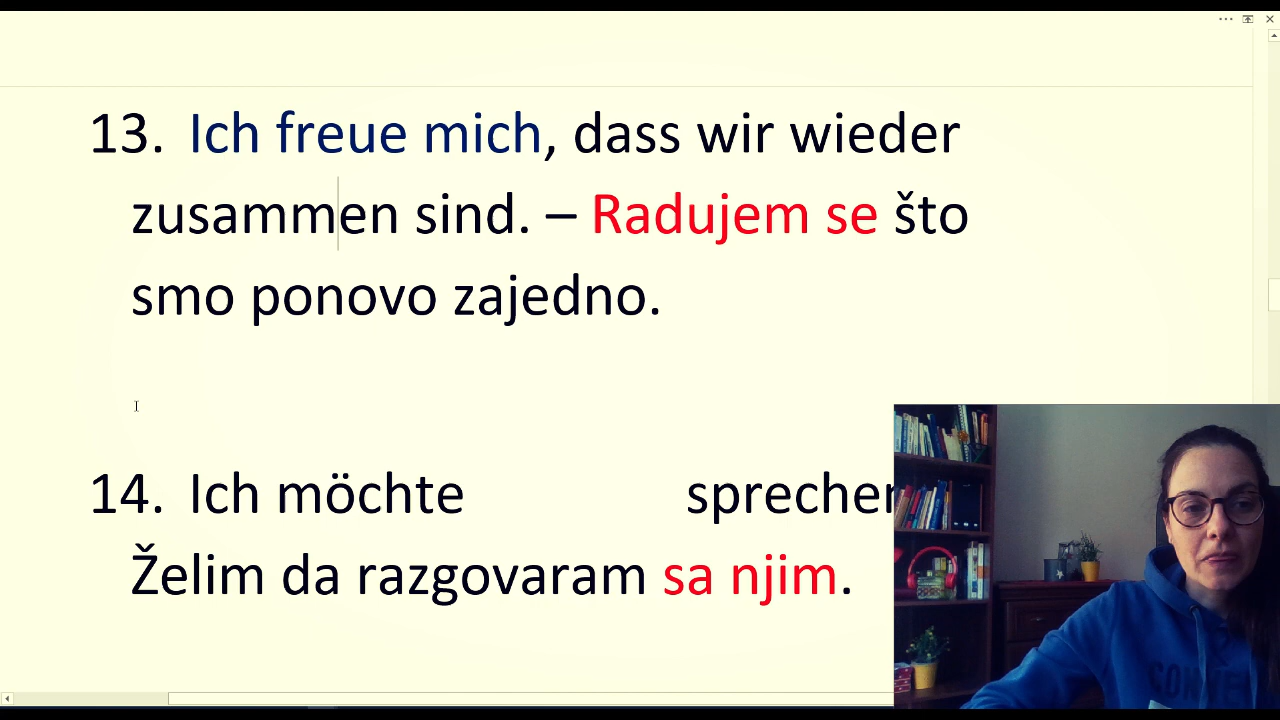 13. Ich freue mich, dass wir wieder
zusammen sind. – Radujem se što
smo ponovo zajedno.
14. Ich möchte sprechen
Želim da razgovaram sa njim.